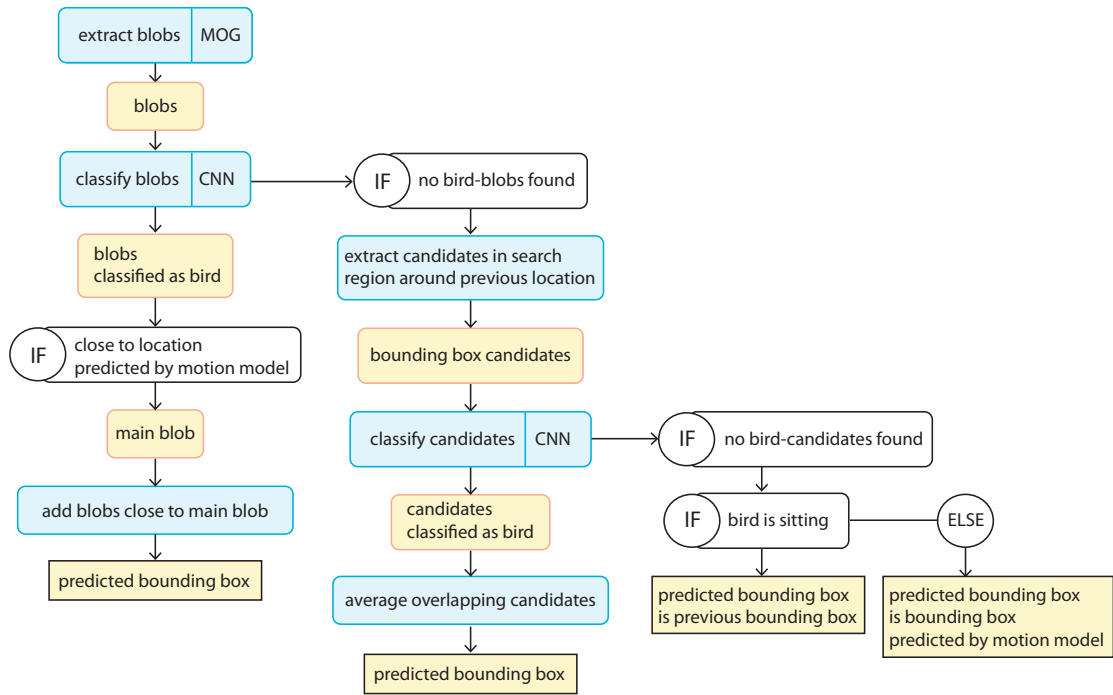 extract blobs MOG
blobs
classify blobs CNN
IF no bird-blobs found
blobs
classified as bird
extract candidates in search
region around previous location
IF close to location
predicted by motion model
bounding box candidates
main blob
classify candidates CNN
IF no bird-candidates found
add blobs close to main blob
candidates
classified as bird
IF bird is sitting
ELSE
predicted bounding box
average overlapping candidates
predicted bounding box
is previous bounding box
predicted bounding box
is bounding box
predicted by motion model
predicted bounding box